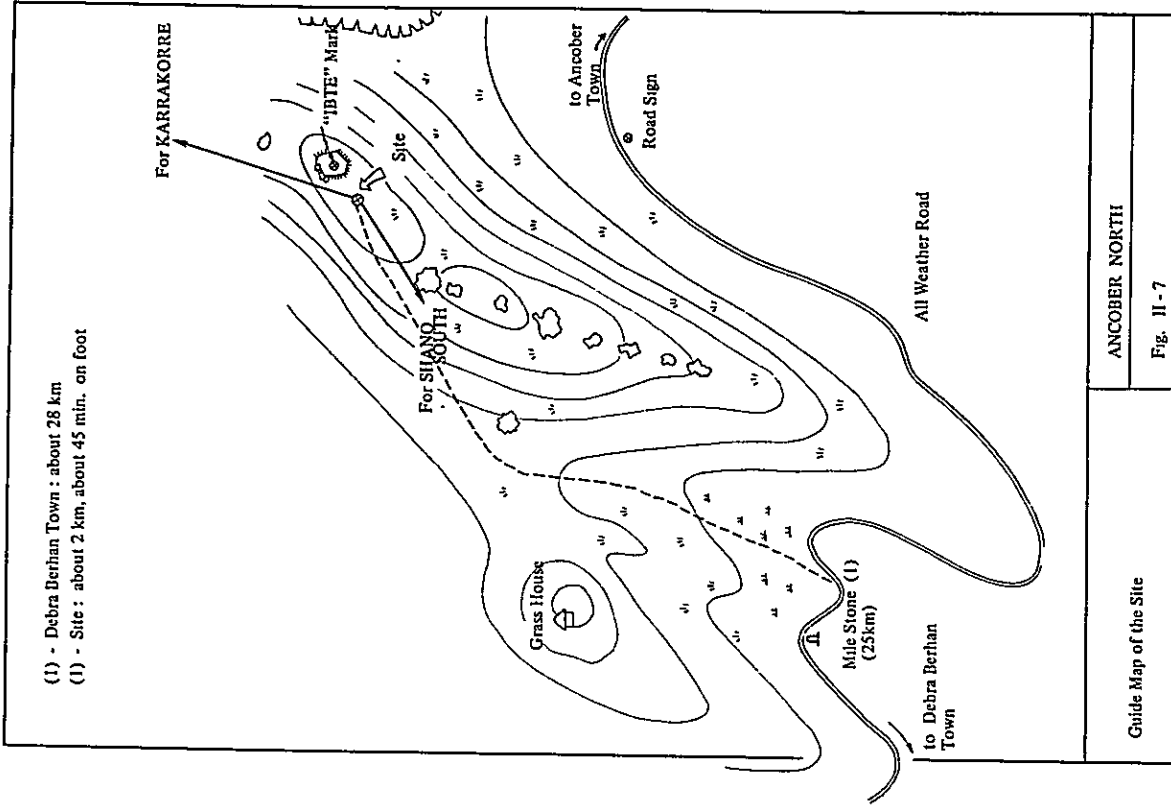 (1) - Debra Berhan Town : about 28 km
(1) - Site : about 2 km, about 45 min. on foot
For KARRAKORRE
"IBTE" Mark
Site
For SHANO
SOUTH
to Ancober
Town
Road Sign
Grass House
All Weather Road
Mile Stone (1)
(25km)
to Debra Berhan
Town
Guide Map of the Site
ANCOBER NORTH
Fig. II-7